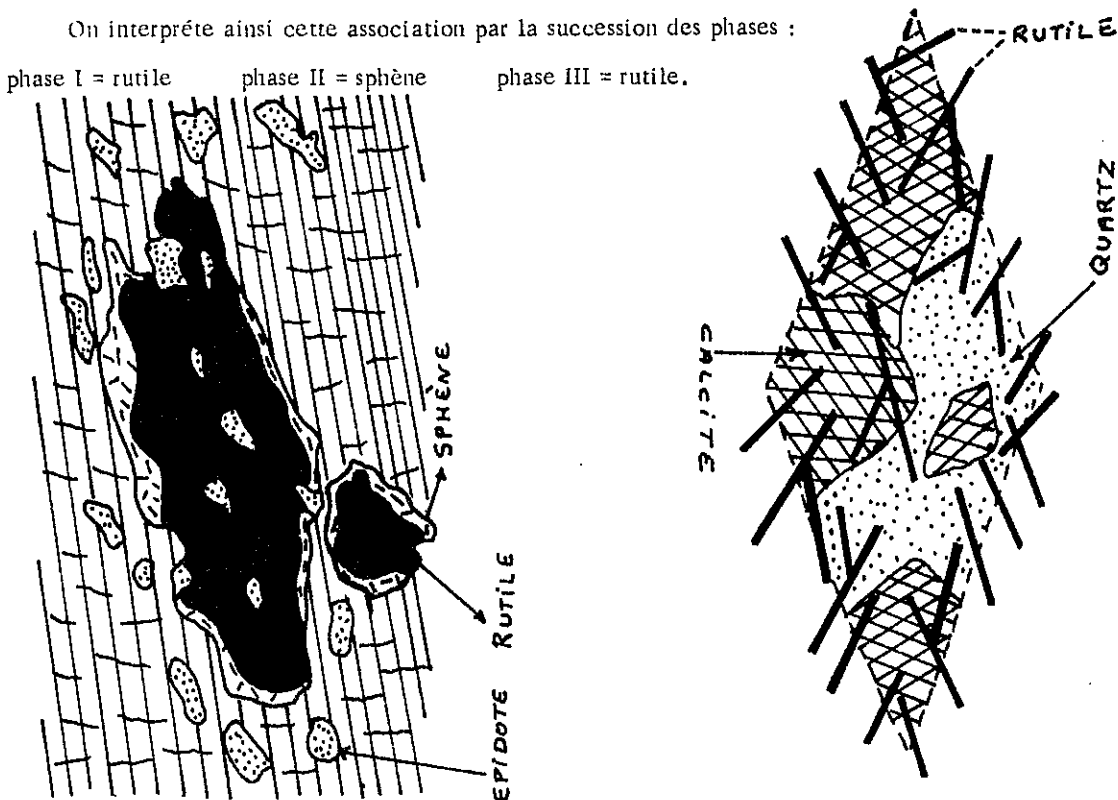 On interpréte ainsi cette association par la succession des phases :
phase I = rutile phase II = sphène phase III = rutile.
SPHÈNE
RUTILE
EPIDOTE
RUTILE
QUARTZ
CALCITE